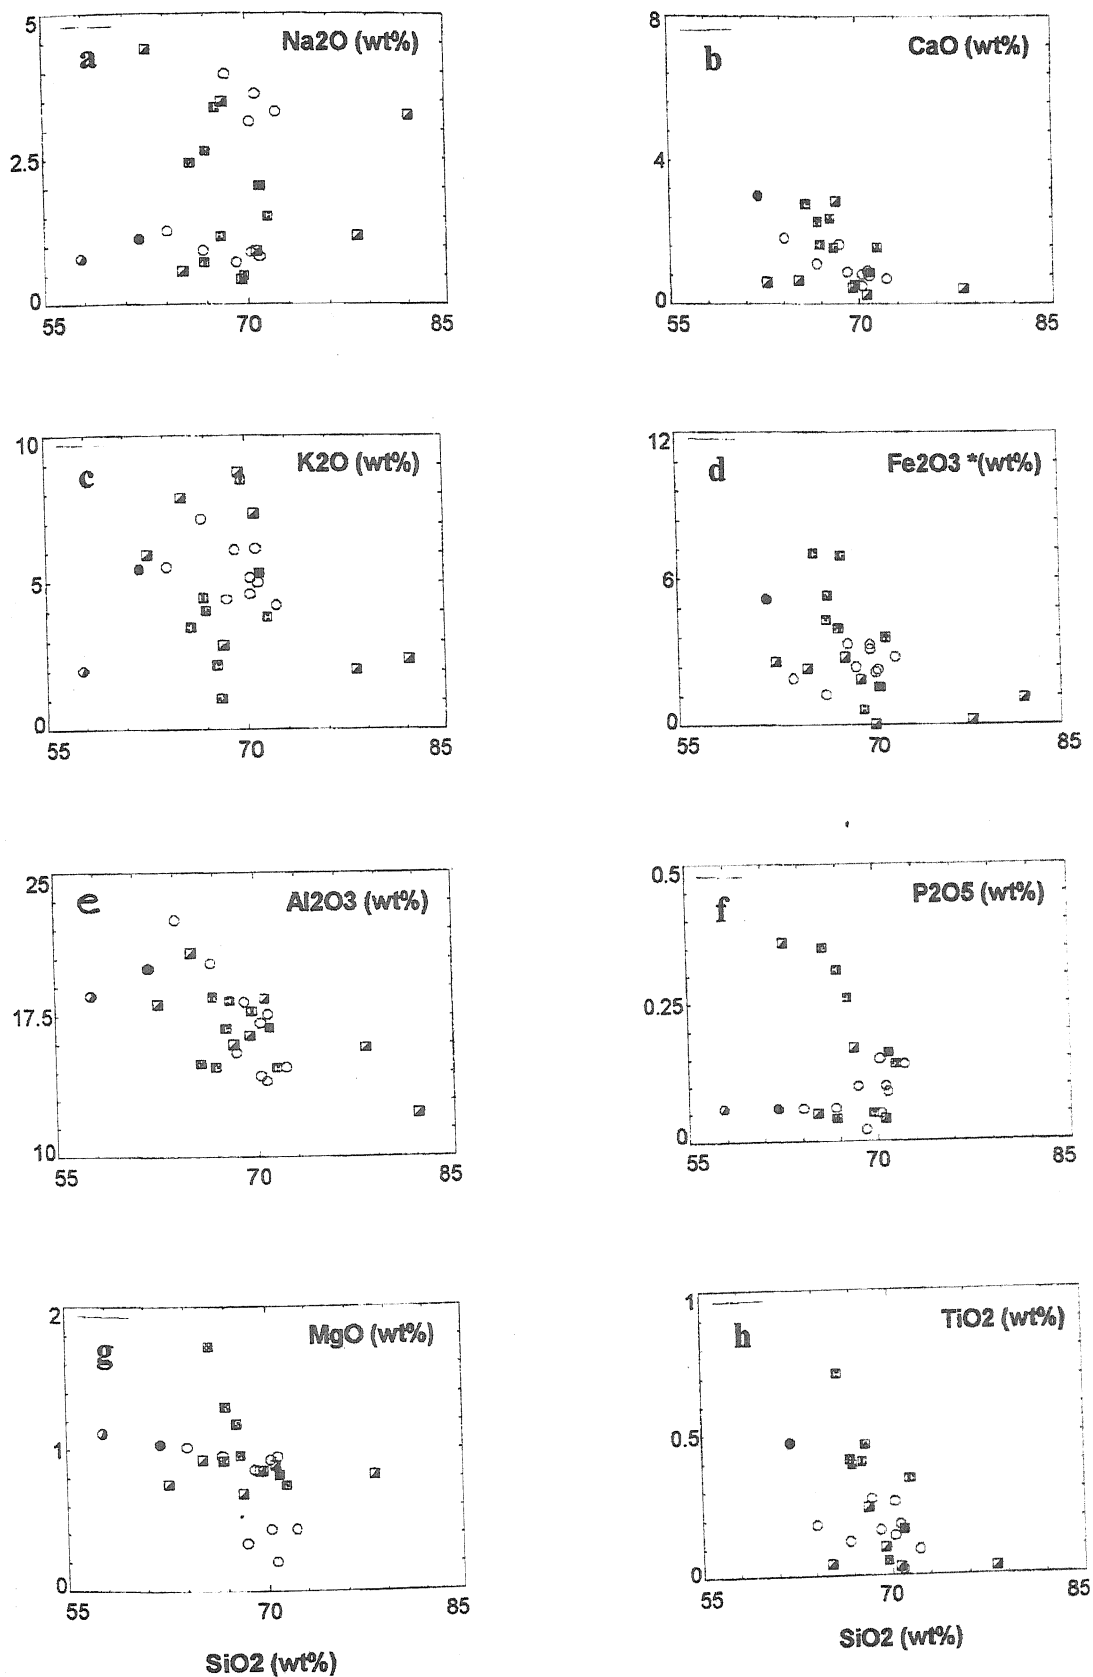 5
a
Na2O (wt%)
2.5
0
55
70
85
8
b
CaO (wt%)
4
0
55
70
85
10
c
K2O (wt%)
5
0
55
70
85
12
d
Fe2O3 *(wt%)
6
0
55
70
85
25
e
Al2O3 (wt%)
17.5
10
55
70
85
0.5
f
P2O5 (wt%)
0.25
0
55
70
85
2
g
MgO (wt%)
1
0
55
70
85
SiO2 (wt%)
1
h
TiO2 (wt%)
0.5
0
55
70
85
SiO2 (wt%)